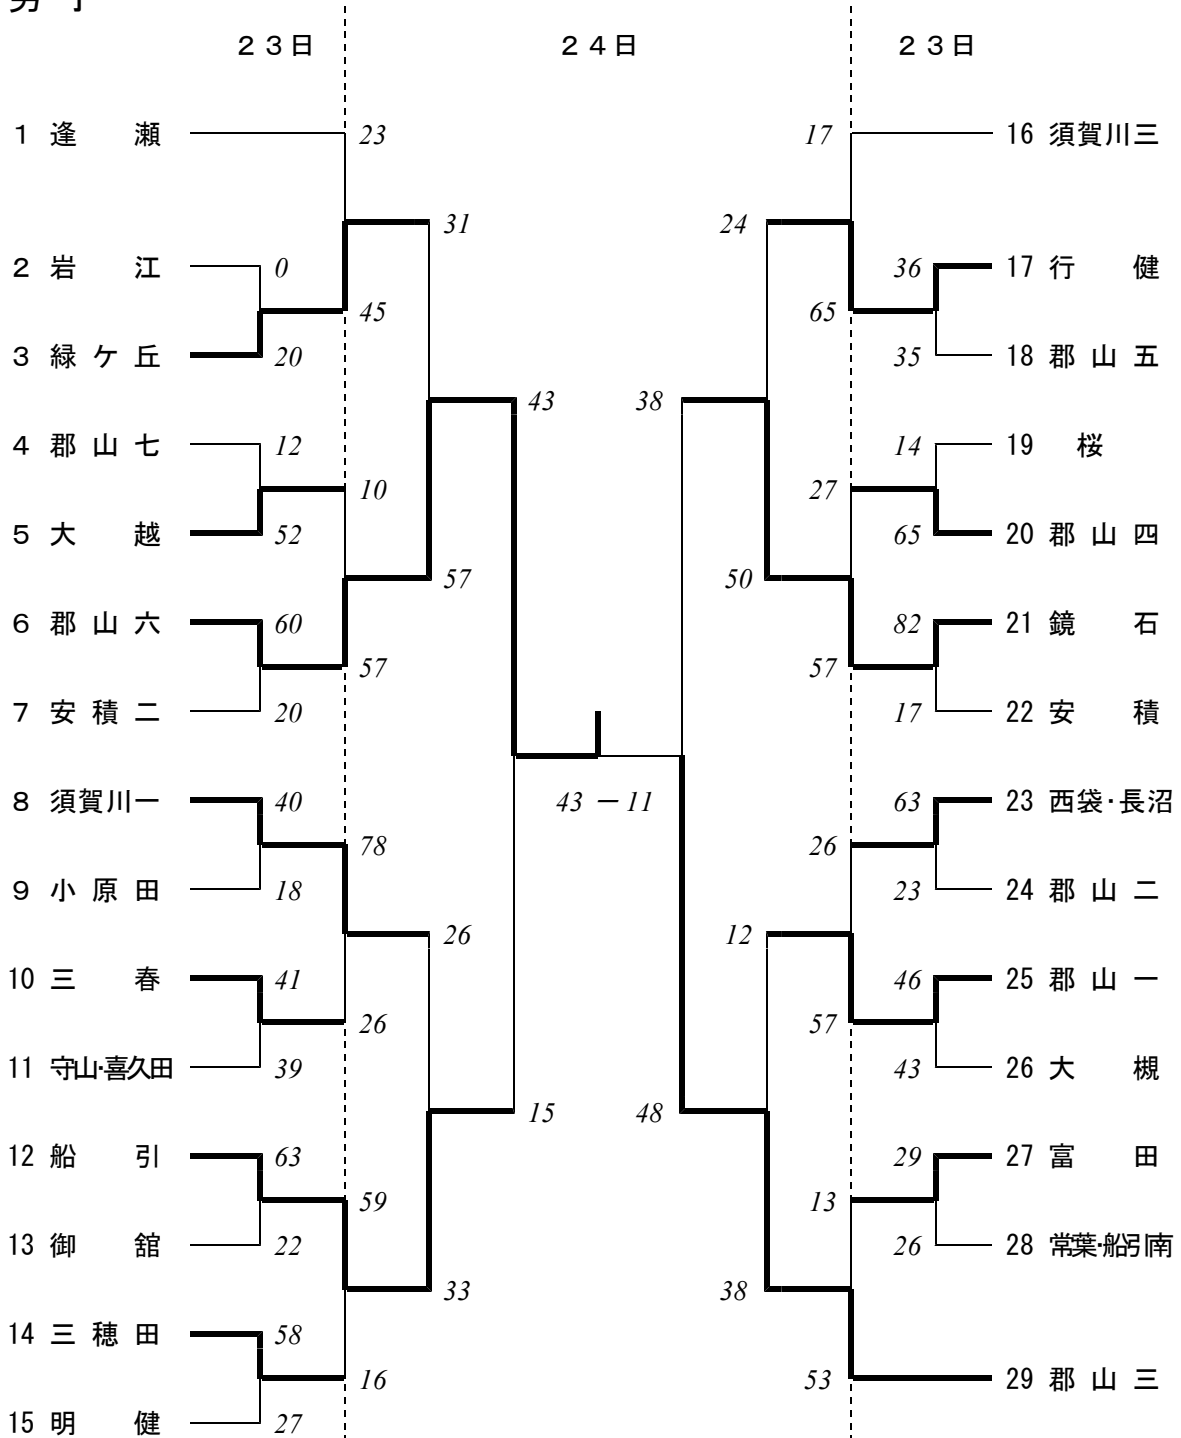 ２３日 ２４日 ２３日
1 逢瀬 23 17 16 須賀川三
31 24
2 岩江 0 36 17 行健
45 65
3 緑ケ丘 20 35 18 郡山五
43 38
4 郡山七 12 14 19 桜
10 27
5 大越 52 65 20 郡山四
57 50
6 郡山六 60 82 21 鏡石
57 57
7 安積二 20 17 22 安積
8 須賀川一 40 43 － 11 63 23 西袋・長沼
78 26
9 小原田 18 23 24 郡山二
26 12
10 三春 41 46 25 郡山一
26 57
11 守山・喜久田 39 43 26 大槻
15 48
12 船引 63 29 27 富田
59 13
13 御舘 22 26 28 常葉・船引南
33 38
14 三穂田 58
16 53 29 郡山三
15 明健 27